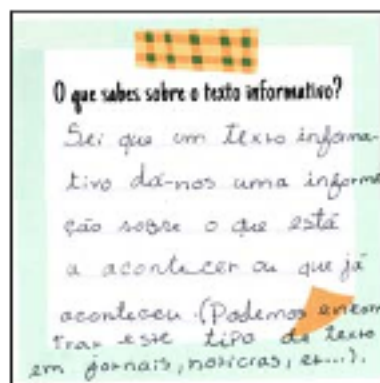 O que sabes sobre o texto informativo?
Sei que um texto informa-
tivo dá-nos uma informa
ção sobre o que está
a acontecer ou que já
aconteceu (Podemos encon
trar este tipo de texto
em jornais, notícias, etc...).